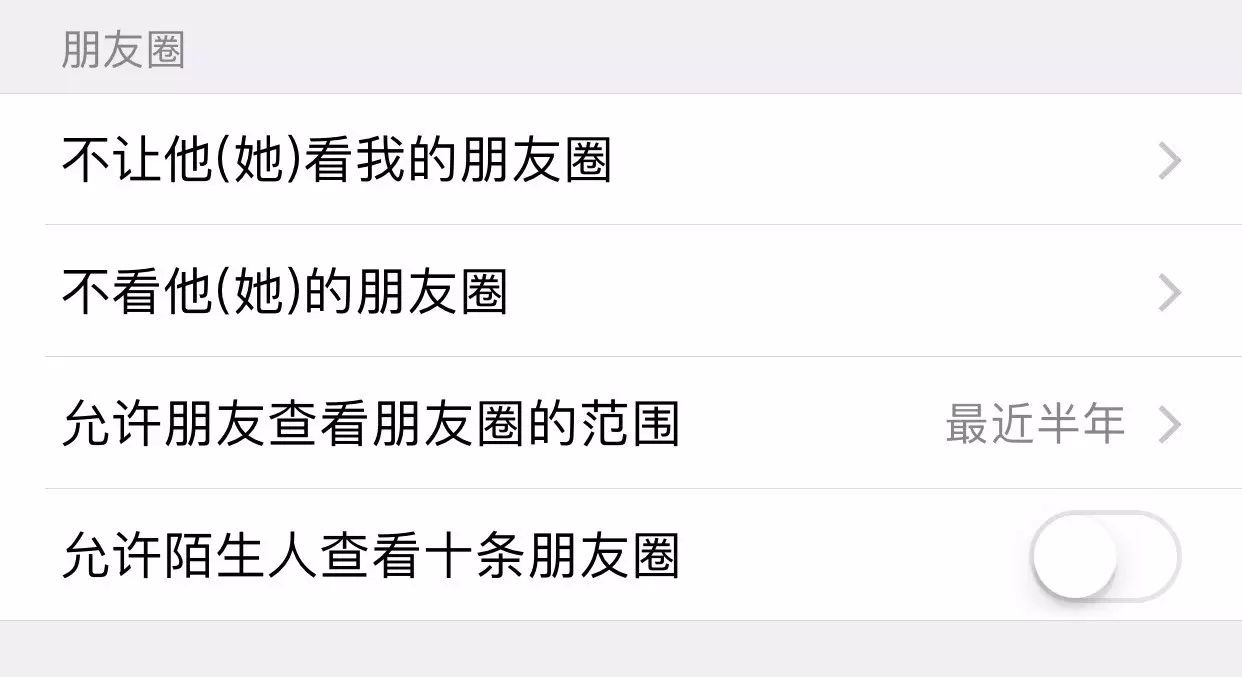 朋友圈
不让他(她)看我的朋友圈
不看他(她)的朋友圈
允许朋友查看朋友圈的范围 最近半年
允许陌生人查看十条朋友圈